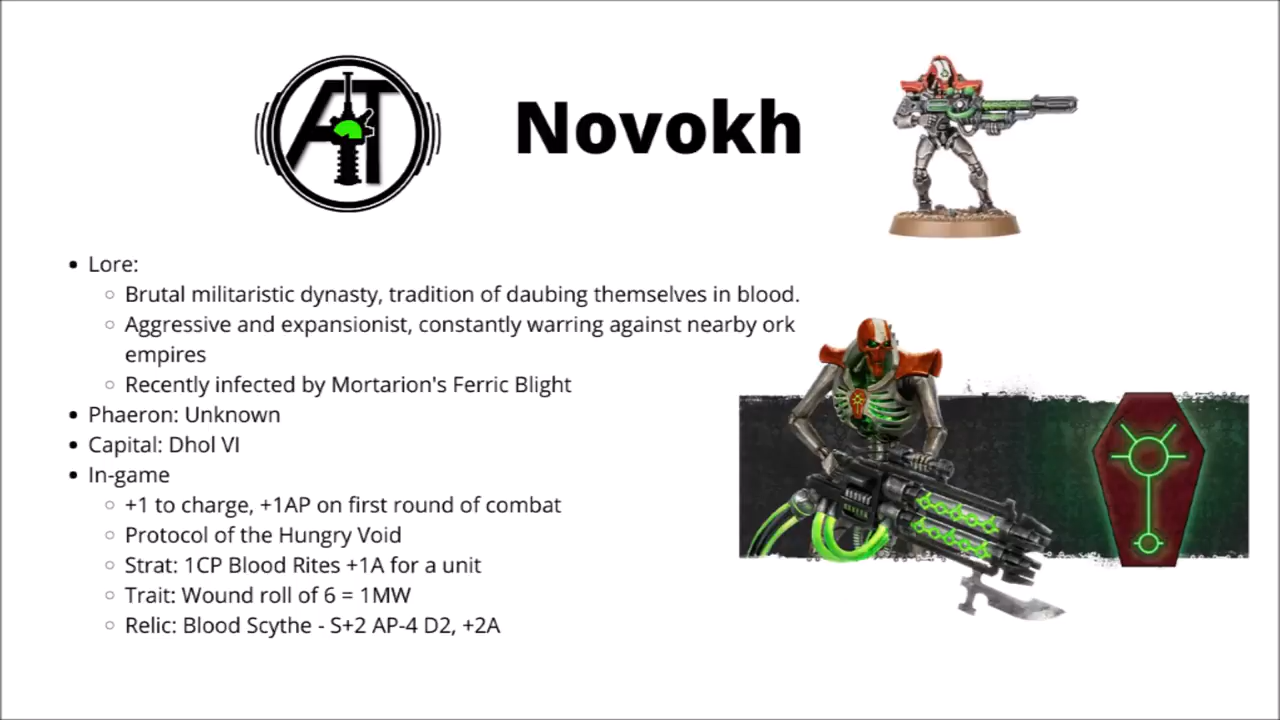 AT
Novokh
Lore:
Brutal militaristic dynasty, tradition of daubing themselves in blood.
Aggressive and expansionist, constantly warring against nearby ork
empires
Recently infected by Mortarion's Ferric Blight
Phaeron: Unknown
Capital: Dhol VI
In-game
+1 to charge, +1AP on first round of combat
Protocol of the Hungry Void
Strat: 1CP Blood Rites +1A for a unit
Trait: Wound roll of 6 = 1MW
Relic: Blood Scythe - S+2 AP-4 D2, +2A